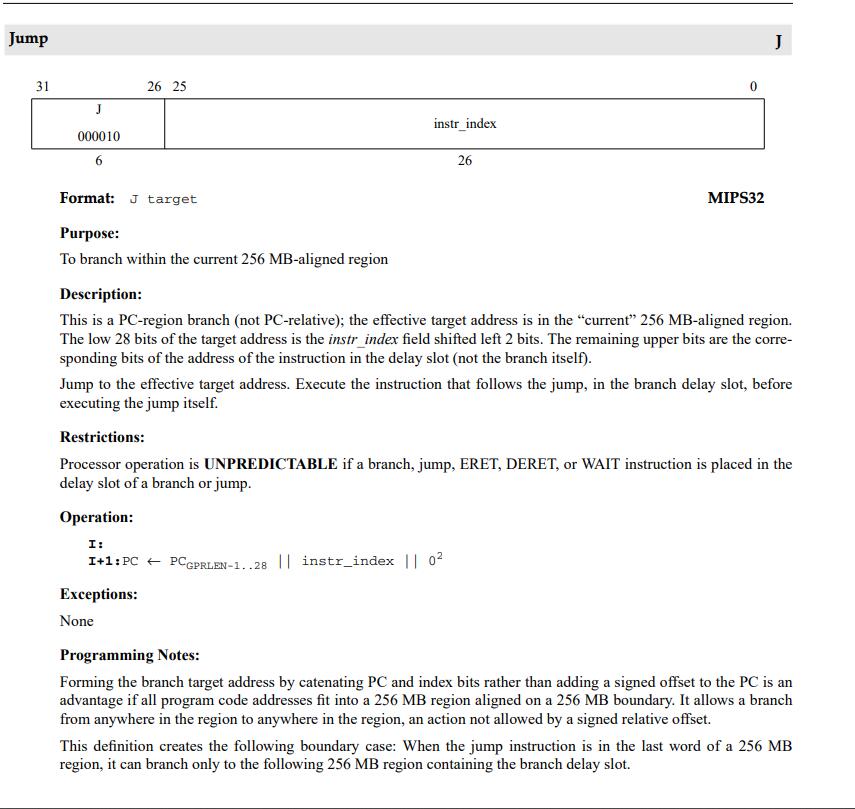 Jump J
31 26 25 0
J
000010
instr_index
6 26
Format: J target MIPS32
Purpose:
To branch within the current 256 MB-aligned region
Description:
This is a PC-region branch (not PC-relative); the effective target address is in the “current” 256 MB-aligned region.
The low 28 bits of the target address is the instr_index field shifted left 2 bits. The remaining upper bits are the corre-
sponding bits of the address of the instruction in the delay slot (not the branch itself).
Jump to the effective target address. Execute the instruction that follows the jump, in the branch delay slot, before
executing the jump itself.
Restrictions:
Processor operation is UNPREDICTABLE if a branch, jump, ERET, DERET, or WAIT instruction is placed in the
delay slot of a branch or jump.
Operation:
I:
I+1:PC ← PCGPRLEN-1..28 || instr_index || 0²
Exceptions:
None
Programming Notes:
Forming the branch target address by catenating PC and index bits rather than adding a signed offset to the PC is an
advantage if all program code addresses fit into a 256 MB region aligned on a 256 MB boundary. It allows a branch
from anywhere in the region to anywhere in the region, an action not allowed by a signed relative offset.
This definition creates the following boundary case: When the jump instruction is in the last word of a 256 MB
region, it can branch only to the following 256 MB region containing the branch delay slot.